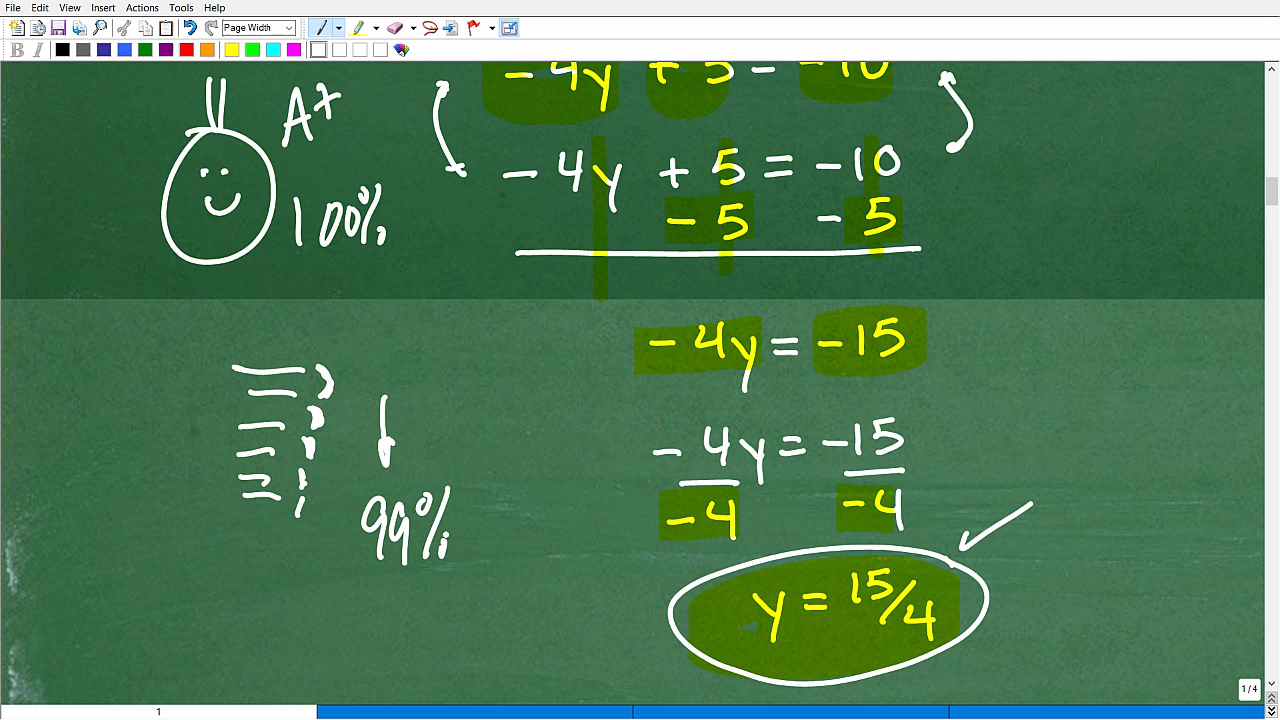 File Edit View Insert Actions Tools Help
Page Width
B I
- 4y + 5 = -10
A+
100%
- 4y + 5 = -10
- 5 - 5
- 4y = -15
- 4y = -15
-4 -4
99%
y = 15/4
1/4
1